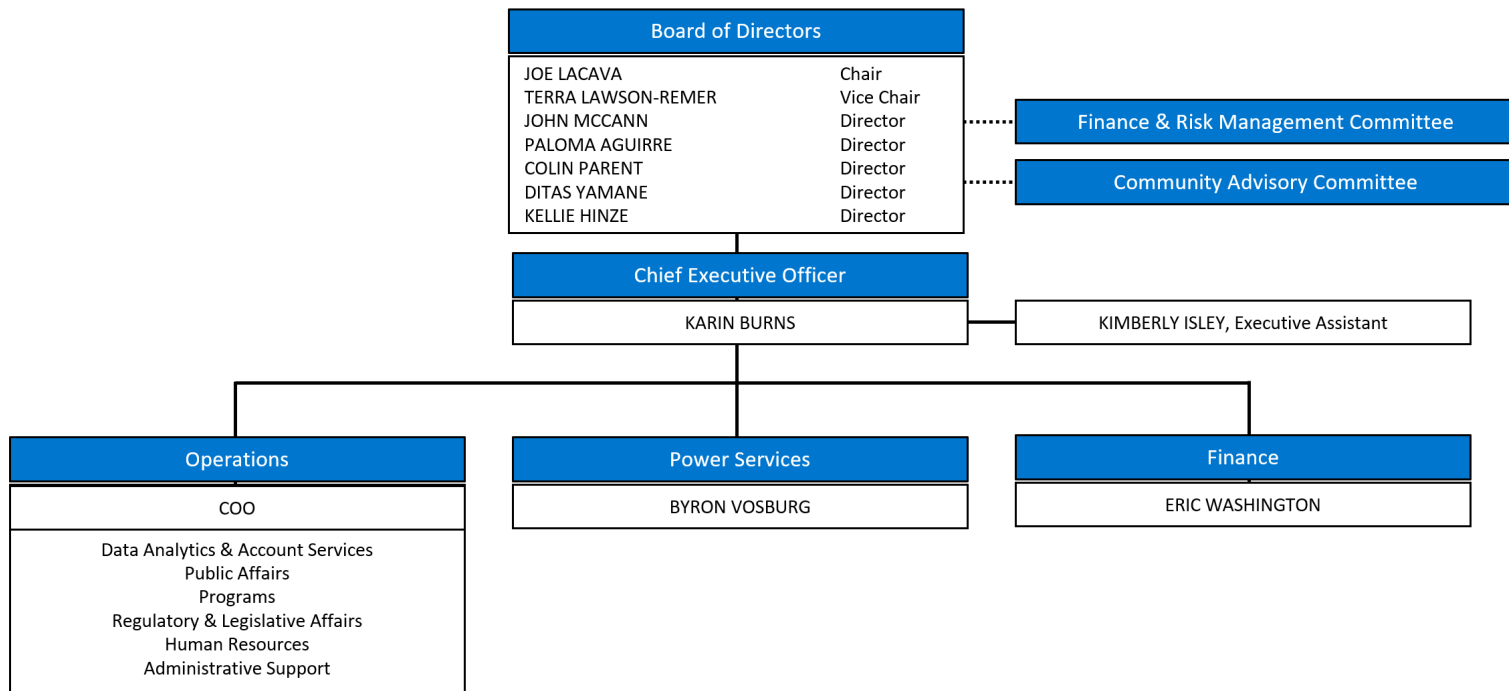 Board of Directors
JOE LACAVA Chair
TERRA LAWSON-REMER Vice Chair
JOHN MCCANN Director
PALOMA AGUIRRE Director
COLIN PARENT Director
DITAS YAMANE Director
KELLIE HINZE Director
Finance & Risk Management Committee
Community Advisory Committee
Chief Executive Officer
KARIN BURNS
KIMBERLY ISLEY, Executive Assistant
Operations
COO
Data Analytics & Account Services
Public Affairs
Programs
Regulatory & Legislative Affairs
Human Resources
Administrative Support
Power Services
BYRON VOSBURG
Finance
ERIC WASHINGTON